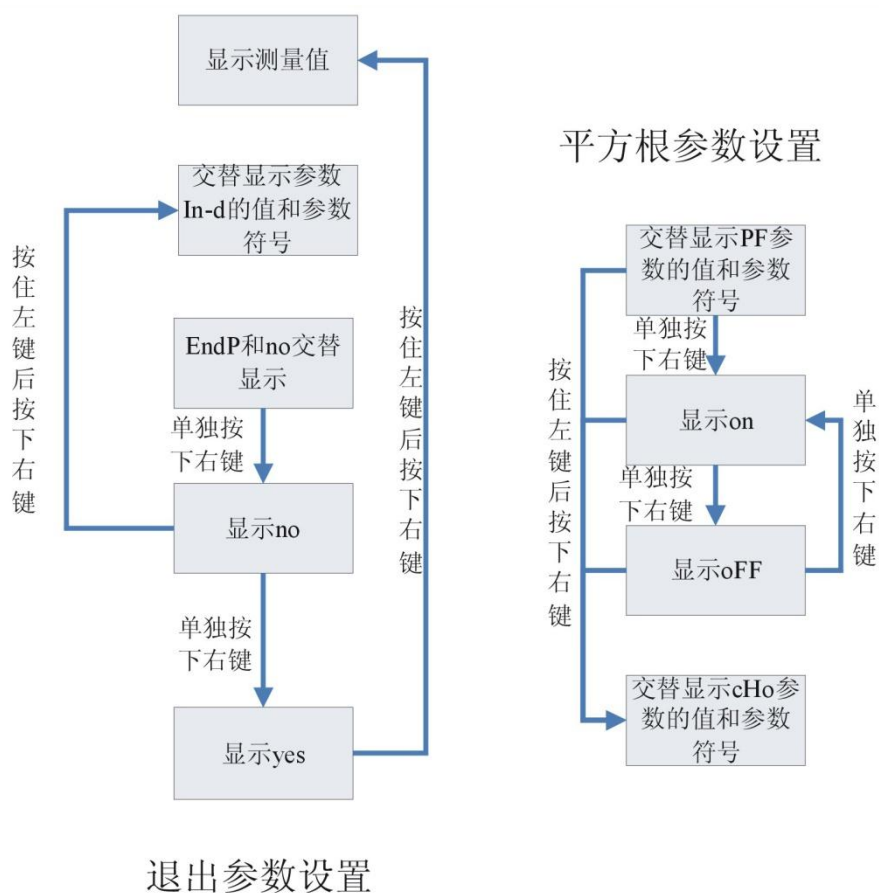 显示测量值
交替显示参数
In-d的值和参数
符号
按住左键后按下右键
EndP和no交替
显示
单独按
下右键
显示no
单独按
下右键
显示yes
按住左键后按下右键
退出参数设置
平方根参数设置
交替显示PF参
数的值和参数
符号
单独按
下右键
显示on
单独按
下右键
显示oFF
单独按下右键
按住左键后按下右键
交替显示cHo参
数的值和参数
符号